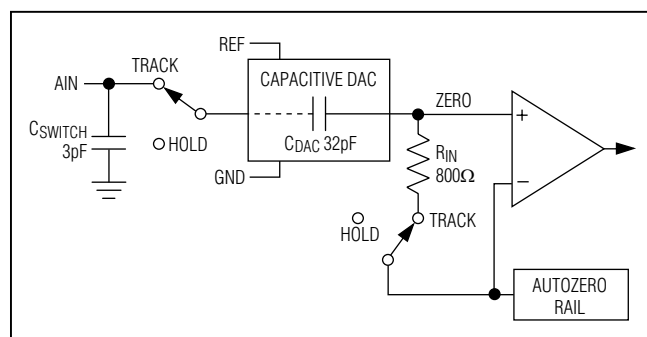 REF
CAPACITIVE DAC
AIN
TRACK
ZERO
+
CSWITCH
3pF
HOLD
CDAC 32pF
RIN
800Ω
GND
−
HOLD
TRACK
AUTOZERO
RAIL